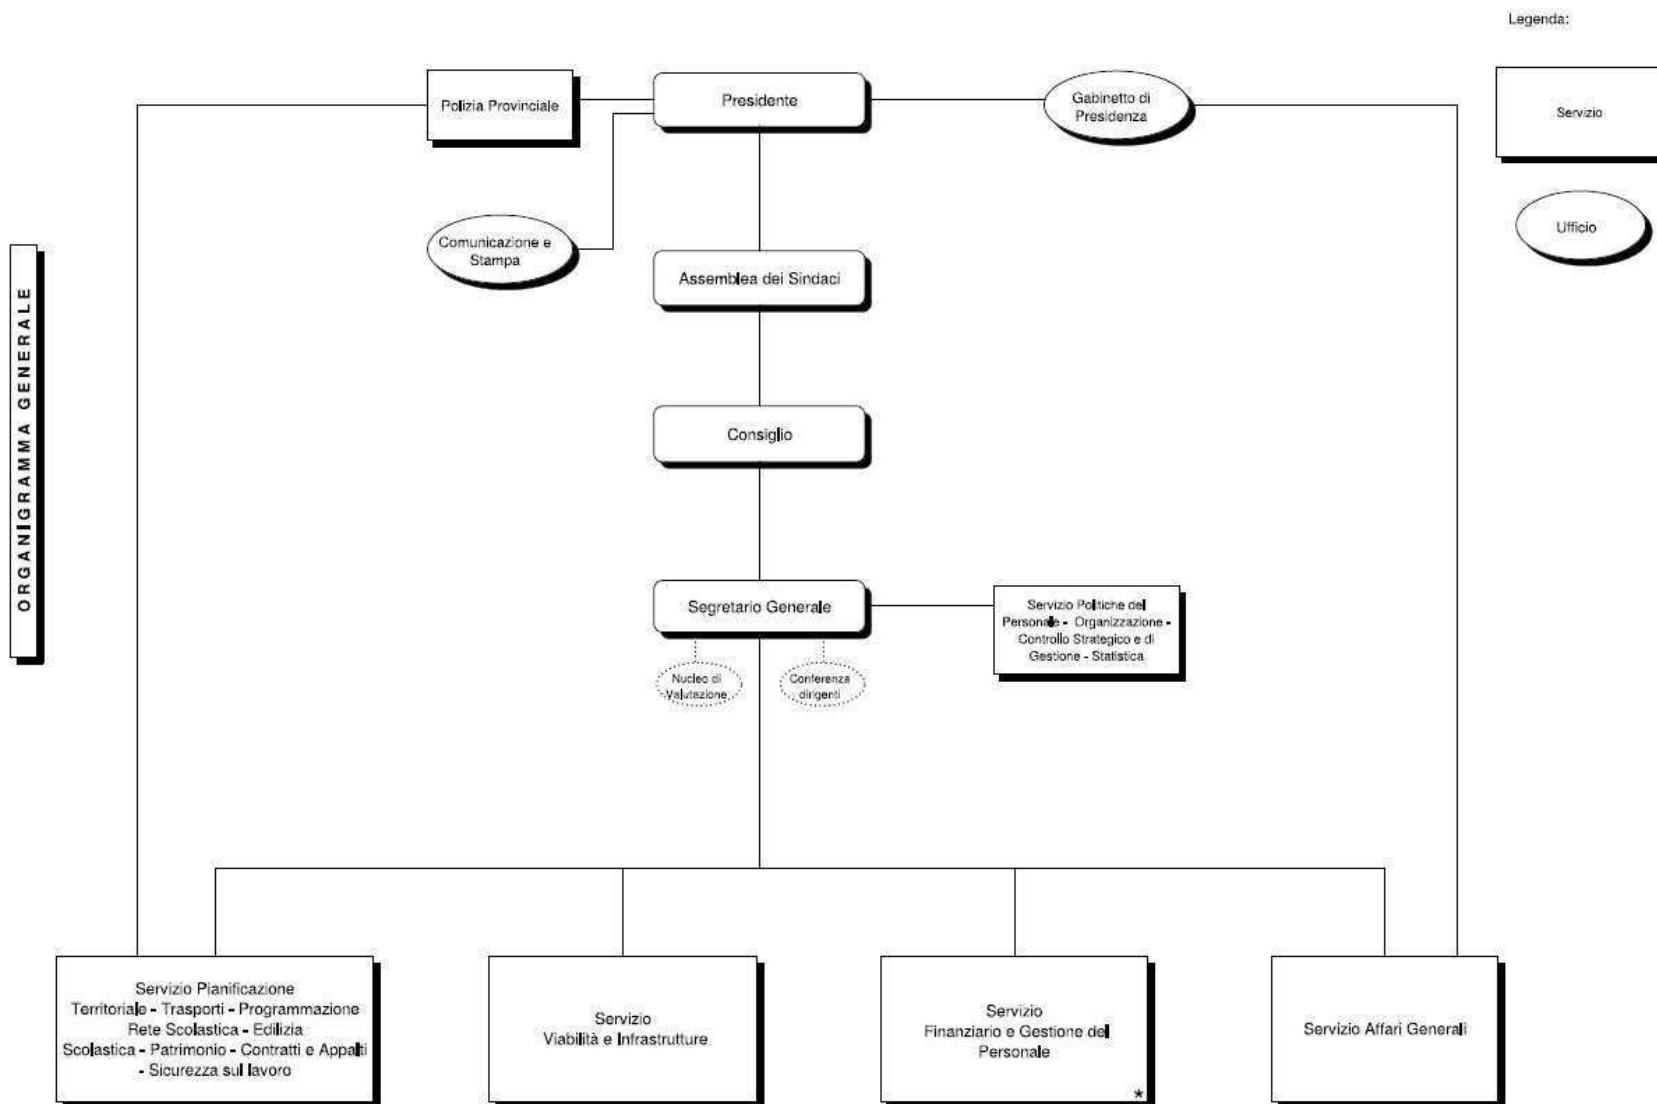 Legenda:
Polizia Provinciale
Presidente
Gabinetto di
Presidenza
Servizio
Comunicazione e
Stampa
Ufficio
Assemblea dei Sindaci
ORGANIGRAMMA GENERALE
Consiglio
Segretario Generale
Servizio Politiche del
Personale - Organizzazione -
Controllo Strategico e di
Gestione - Statistica
Nucleo di
Valutazione
Conferenza
dirigenti
Servizio Pianificazione
Territoriale - Trasporti - Programmazione
Rete Scolastica - Edilizia
Scolastica - Patrimonio - Contratti e Appalti
- Sicurezza sul lavoro
Servizio
Viabilità e Infrastrutture
Servizio
Finanziario e Gestione del
Personale
*
Servizio Affari Generali